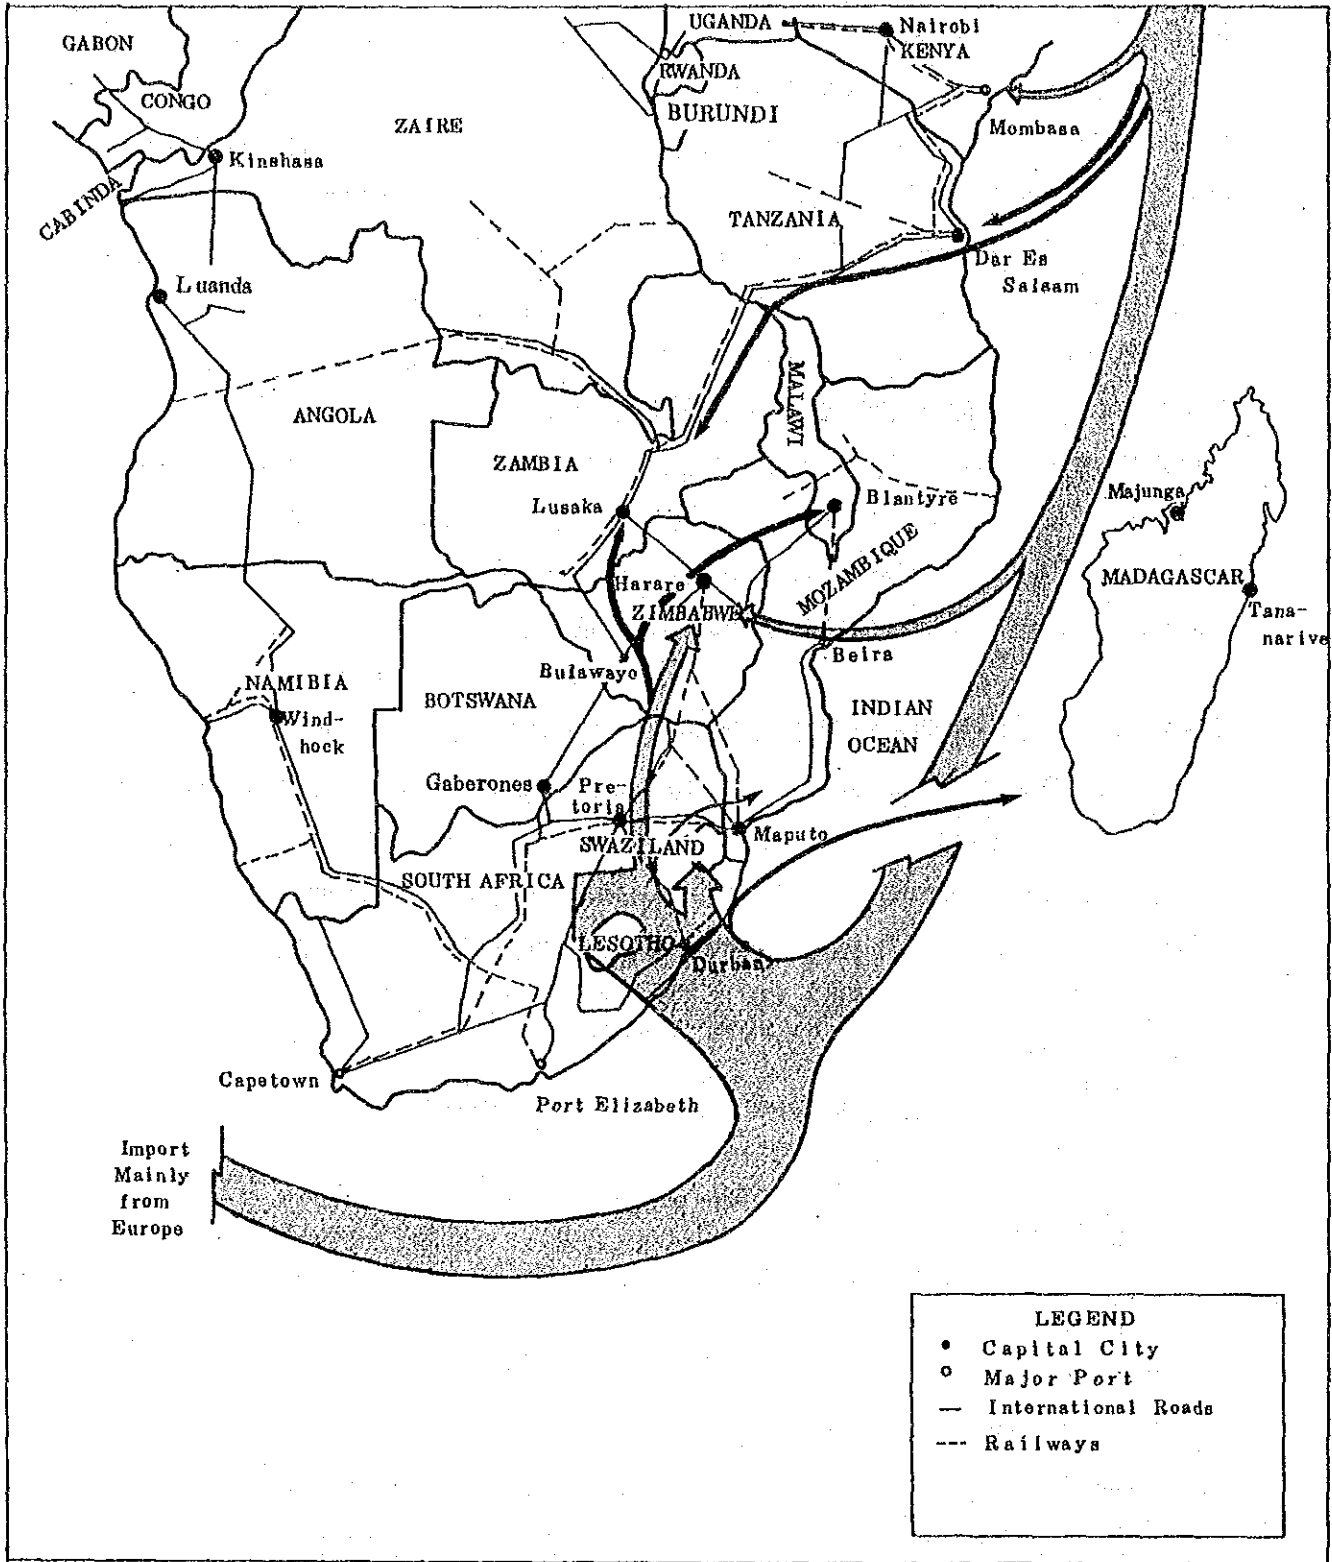 UGANDA
Nairobi
GABON
KENYA
RWANDA
CONGO
BURUNDI
ZAIRE
Mombasa
Kinshasa
CABINDA
TANZANIA
Dar Es
Salaam
Luanda
MALAWI
ANGOLA
ZAMBIA
Lusaka
Blantyre
Majunga
MOZAMBIQUE
MADAGASCAR
Harare
ZIMBABWE
Tana-
narive
Beira
Bulawayo
NAMIBIA
BOTSWANA
INDIAN
OCEAN
Wind-
hock
Gaberones
Pre-
toria
Maputo
SWAZILAND
SOUTH AFRICA
LESOTHO
Durban
Capetown
Port Elizabeth
Import
Mainly
from
Europe
LEGEND
Capital City
Major Port
International Roads
Railways